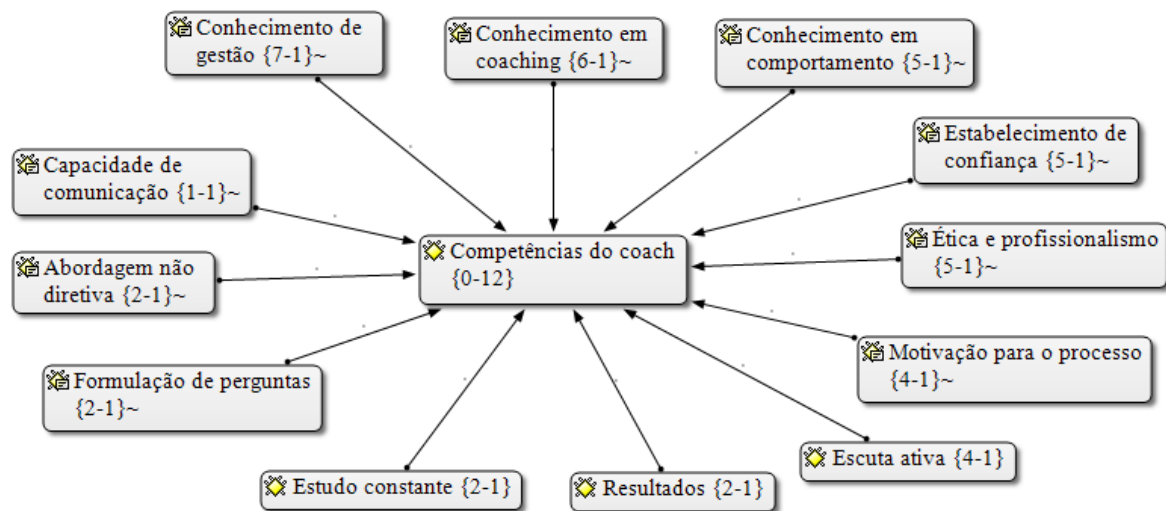 Conhecimento de
gestão {7-1}~
Conhecimento em
coaching {6-1}~
Conhecimento em
comportamento {5-1}~
Estabelecimento de
confiança {5-1}~
Capacidade de
comunicação {1-1}~
Competências do coach
{0-12}
Ética e profissionalismo
{5-1}~
Abordagem não
diretiva {2-1}~
Motivação para o processo
{4-1}~
Formulação de perguntas
{2-1}~
Escuta ativa {4-1}
Estudo constante {2-1}
Resultados {2-1}